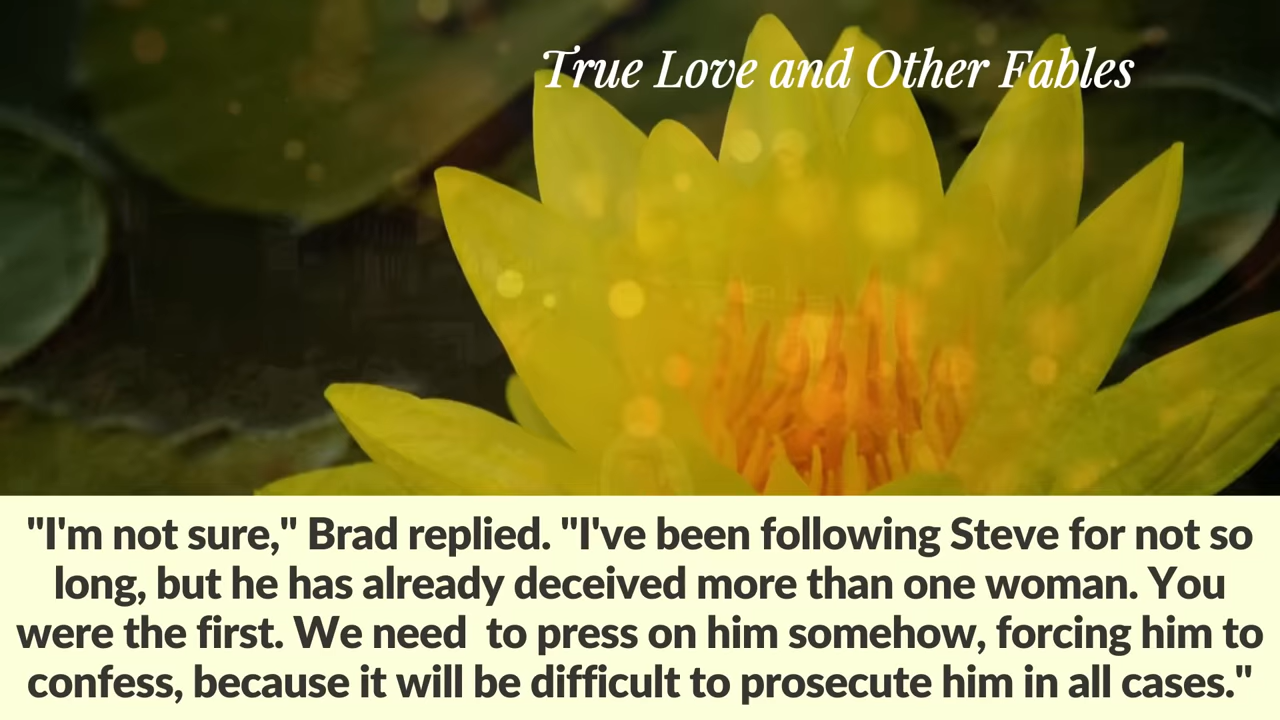 True Love and Other Fables
"I'm not sure," Brad replied. "I've been following Steve for not so
long, but he has already deceived more than one woman. You
were the first. We need  to press on him somehow, forcing him to
confess, because it will be difficult to prosecute him in all cases."